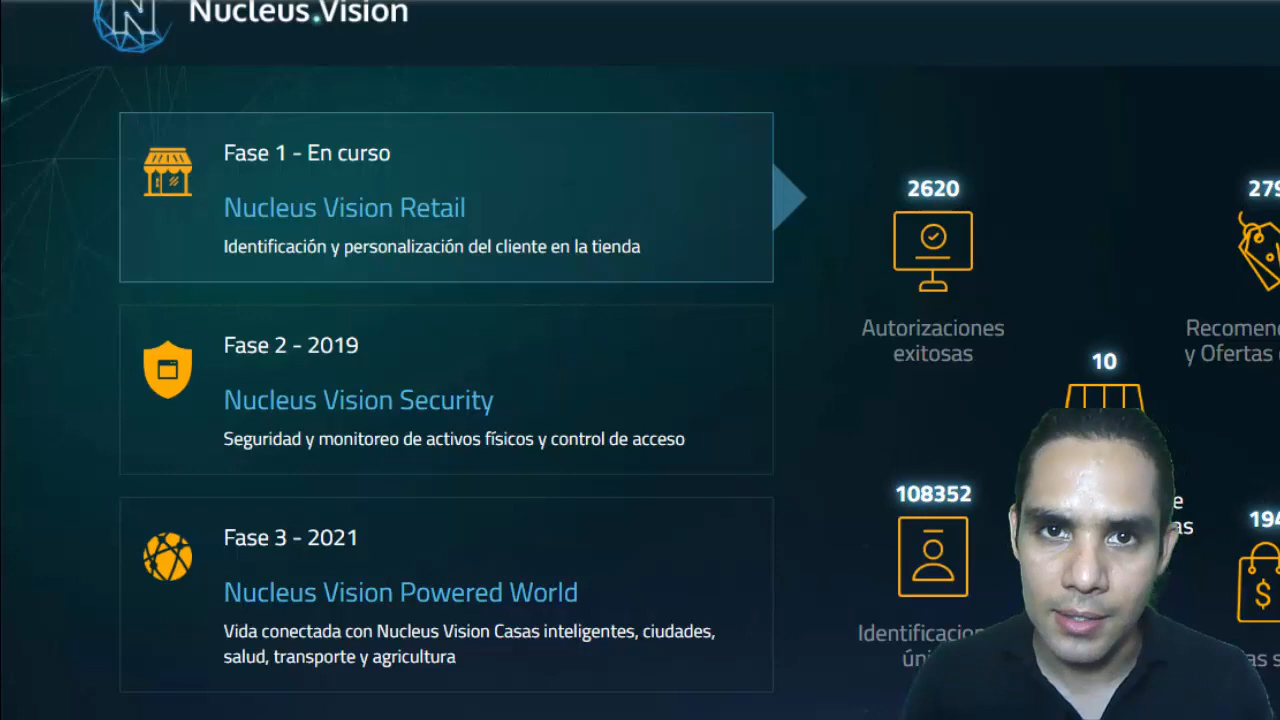 Nucleus.Vision
Fase 1 - En curso
Nucleus Vision Retail
Identificación y personalización del cliente en la tienda
Fase 2 - 2019
Nucleus Vision Security
Seguridad y monitoreo de activos físicos y control de acceso
Fase 3 - 2021
Nucleus Vision Powered World
Vida conectada con Nucleus Vision Casas inteligentes, ciudades,
salud, transporte y agricultura
2620
Autorizaciones
exitosas
10
108352
y Ofertas